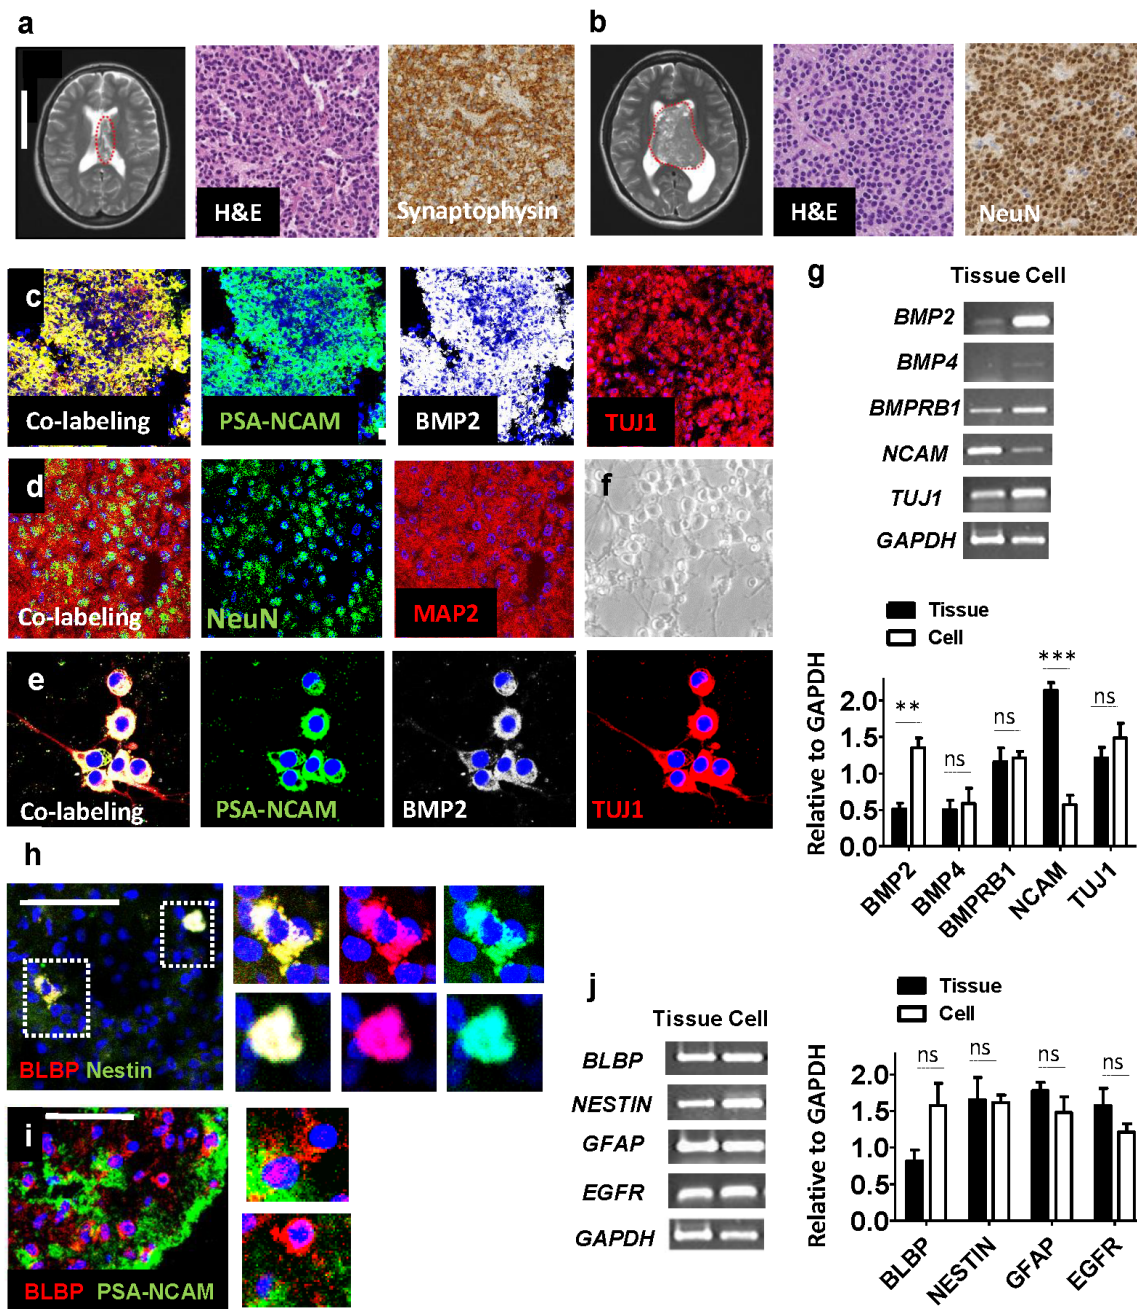 a
b
H&E
Synaptophysin
H&E
NeuN
c
Co-labeling
PSA-NCAM
BMP2
TUJ1
d
Co-labeling
NeuN
MAP2
f
e
Co-labeling
PSA-NCAM
BMP2
TUJ1
g
Tissue Cell
BMP2
BMP4
BMPRB1
NCAM
TUJ1
GAPDH
Tissue
Cell
Relative to GAPDH
2.0
1.5
1.0
0.5
0.0
**
ns
ns
***
ns
BMP2
BMP4
BMPRB1
NCAM
TUJ1
h
BLBP Nestin
i
BLBP PSA-NCAM
j
Tissue Cell
BLBP
NESTIN
GFAP
EGFR
GAPDH
Tissue
Cell
Relative to GAPDH
2.0
1.5
1.0
0.5
0.0
ns
ns
ns
ns
BLBP
NESTIN
GFAP
EGFR